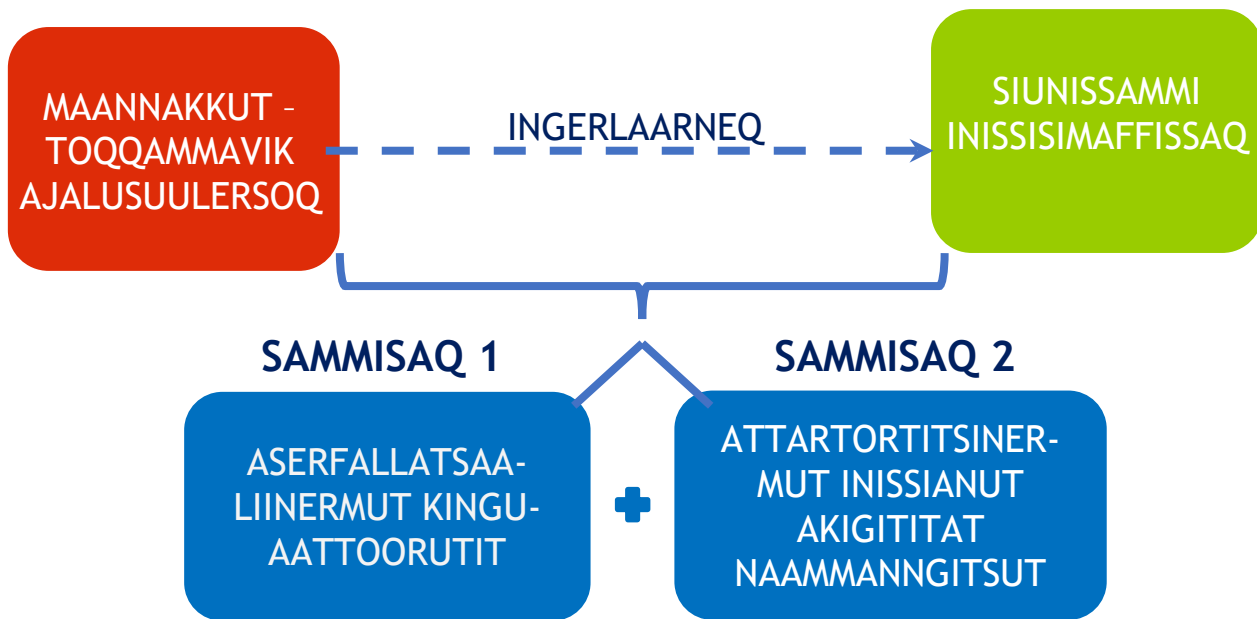 MAANNAKKUT –
TOQQAMMAVIK
AJALUSUULERSOQ
INGERLAARNEQ
SIUNISSAMMI
INISSISIMAFFISSAQ
SAMMISAQ 1
SAMMISAQ 2
ASERFALLATSAA-
LIINERMUT KINGU-
AATTOORUTIT
ATTARTORTITSINER-
MUT INISSIANUT
AKIGITITAT
NAAMMANNGITSUT